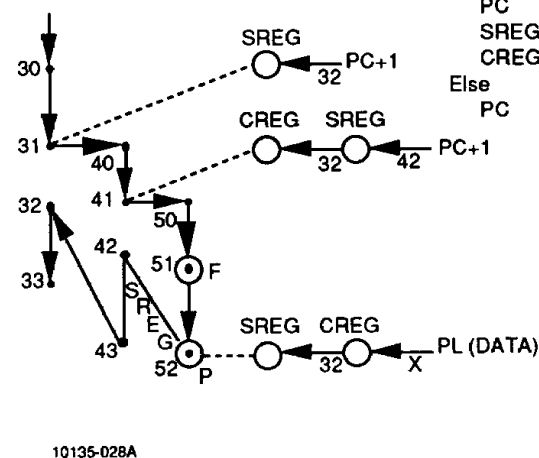 PC
SREG
30
32
PC+1
SREG
CREG
Else
PC
CREG SREG
31
40
32
42
PC+1
32
41
50
42
51
F
33
SREG
SREG CREG
43
52
P
32
X
PL (DATA)
10135-028A